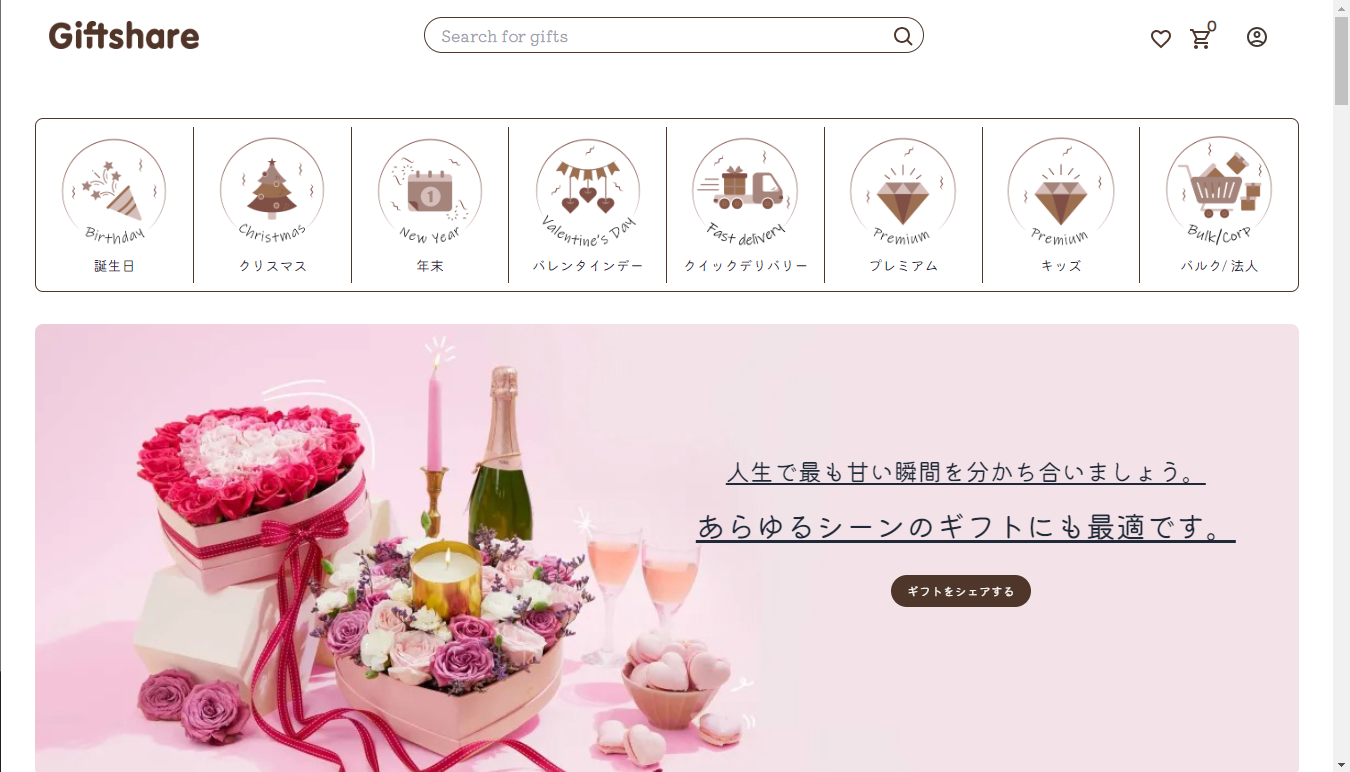 Giftshare
Search for gifts
0
Birthday
誕生日
Christmas
クリスマス
1
New Year
年末
Valentine's Day
バレンタインデー
Fast delivery
クイックデリバリー
Premium
プレミアム
Premium
キッズ
Bulk/Corp
バルク/ 法人
人生で最も甘い瞬間を分かち合いましょう。
あらゆるシーンのギフトにも最適です。
ギフトをシェアする